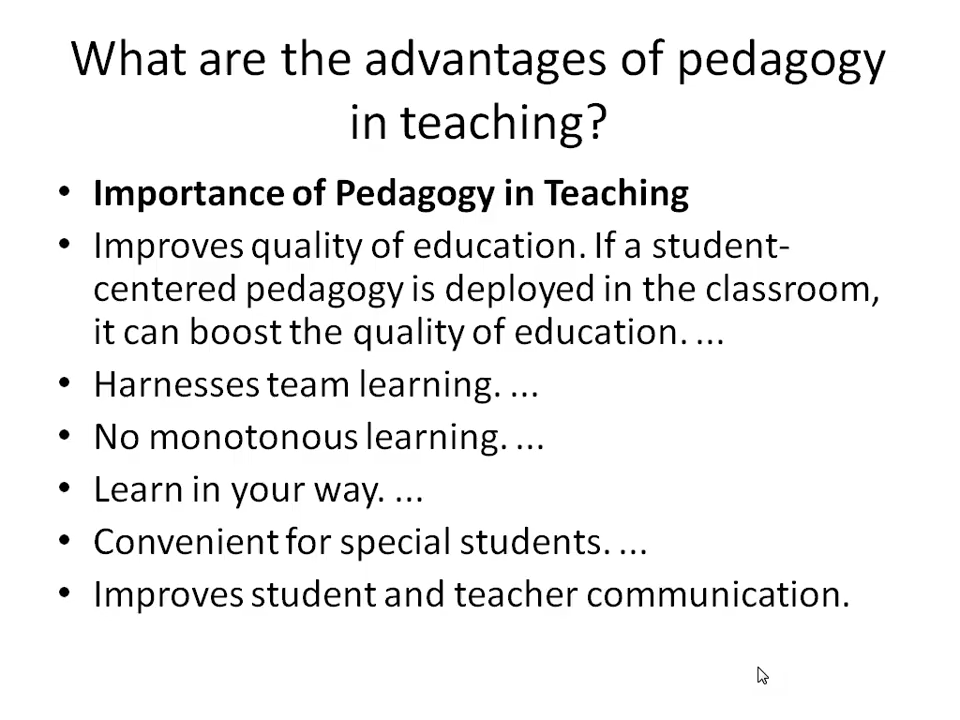 What are the advantages of pedagogy
in teaching?
• Importance of Pedagogy in Teaching
• Improves quality of education. If a student-
centered pedagogy is deployed in the classroom,
it can boost the quality of education. ...
• Harnesses team learning. ...
• No monotonous learning. ...
• Learn in your way. ...
• Convenient for special students. ...
• Improves student and teacher communication.